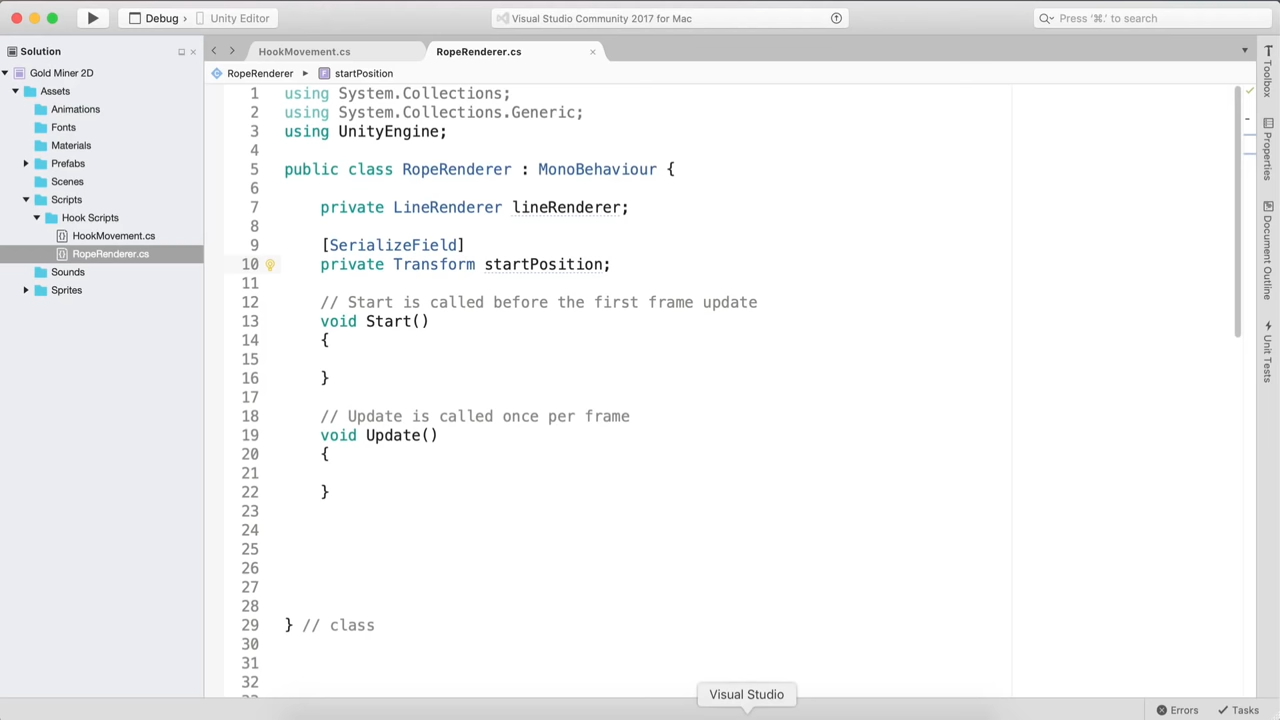 Debug › Unity Editor
Visual Studio Community 2017 for Mac
Press '⌘.' to search
Solution
Gold Miner 2D
Assets
Animations
Fonts
Materials
Prefabs
Scenes
Scripts
Hook Scripts
HookMovement.cs
RopeRenderer.cs
Sounds
Sprites
HookMovement.cs
RopeRenderer.cs
RopeRenderer ▸ startPosition
1 using System.Collections;
2 using System.Collections.Generic;
3 using UnityEngine;
4
5 public class RopeRenderer : MonoBehaviour {
6
7 private LineRenderer lineRenderer;
8
9 [SerializeField]
10 private Transform startPosition;
11
12 // Start is called before the first frame update
13 void Start()
14 {
15
16 }
17
18 // Update is called once per frame
19 void Update()
20 {
21
22 }
23
24
25
26
27
28
29 } // class
30
31
32
Toolbox
Properties
Document Outline
Unit Tests
Visual Studio
Errors
Tasks